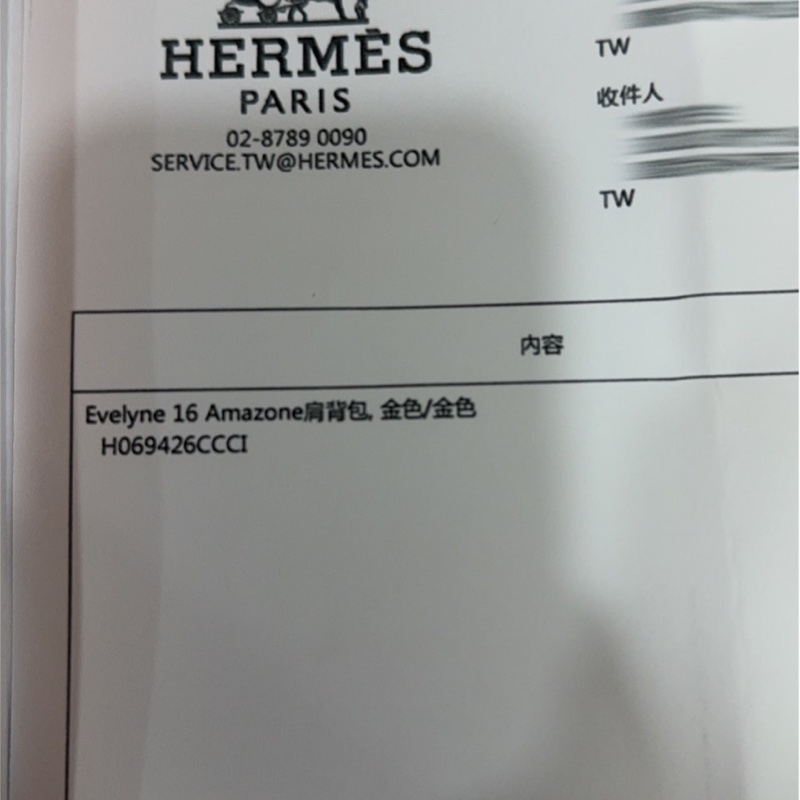 HERMÈS
PARIS
02-8789 0090
SERVICE.TW@HERMES.COM
TW
收件人
TW
内容
Evelyne 16 Amazone肩背包, 金色/金色
H069426CCCI